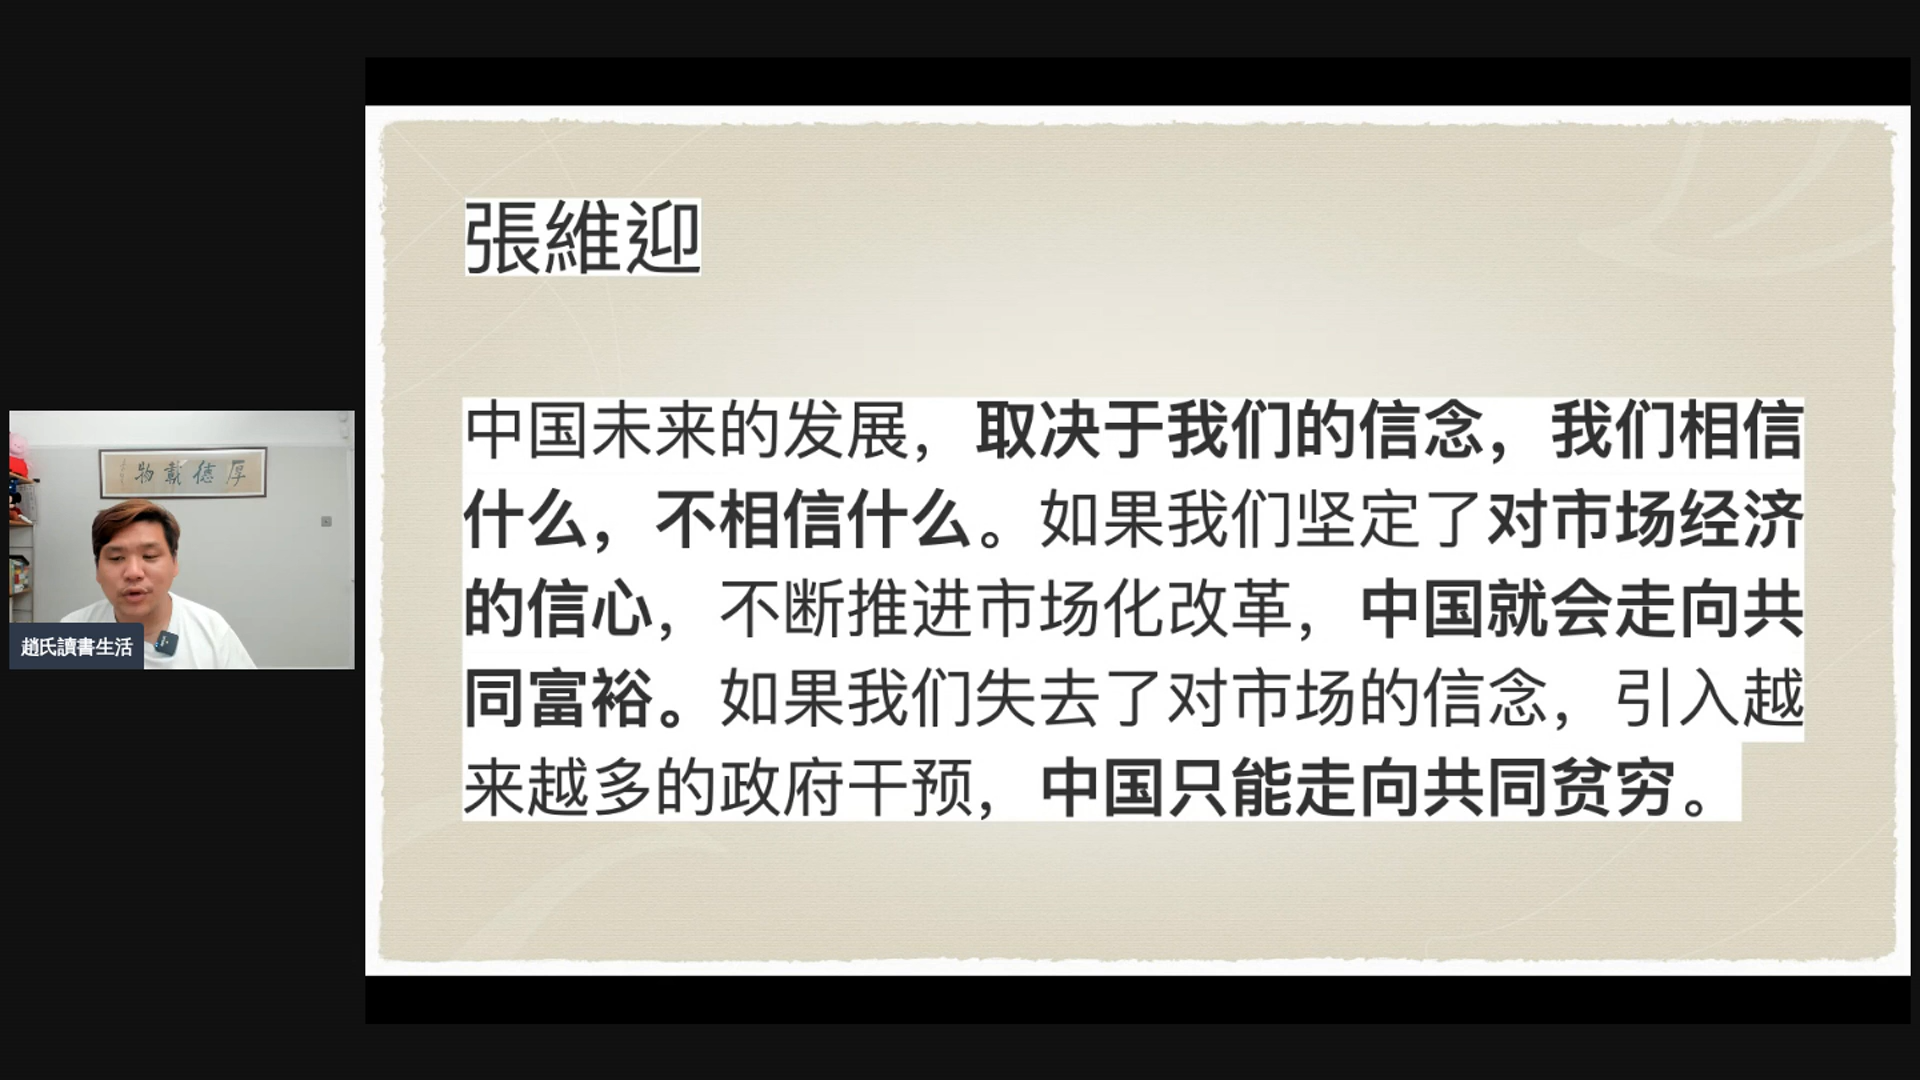 張維迎
中国未来的发展，取决于我们的信念，我们相信
什么，不相信什么。如果我们坚定了对市场经济
的信心，不断推进市场化改革，中国就会走向共
同富裕。如果我们失去了对市场的信念，引入越
来越多的政府干预，中国只能走向共同贫穷。
厚德載物
趙氏讀書生活